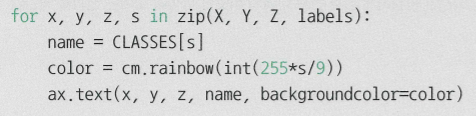 for x, y, z, s in zip(X, Y, Z, labels):
    name = CLASSES[s]
    color = cm.rainbow(int(255*s/9))
    ax.text(x, y, z, name, backgroundcolor=color)